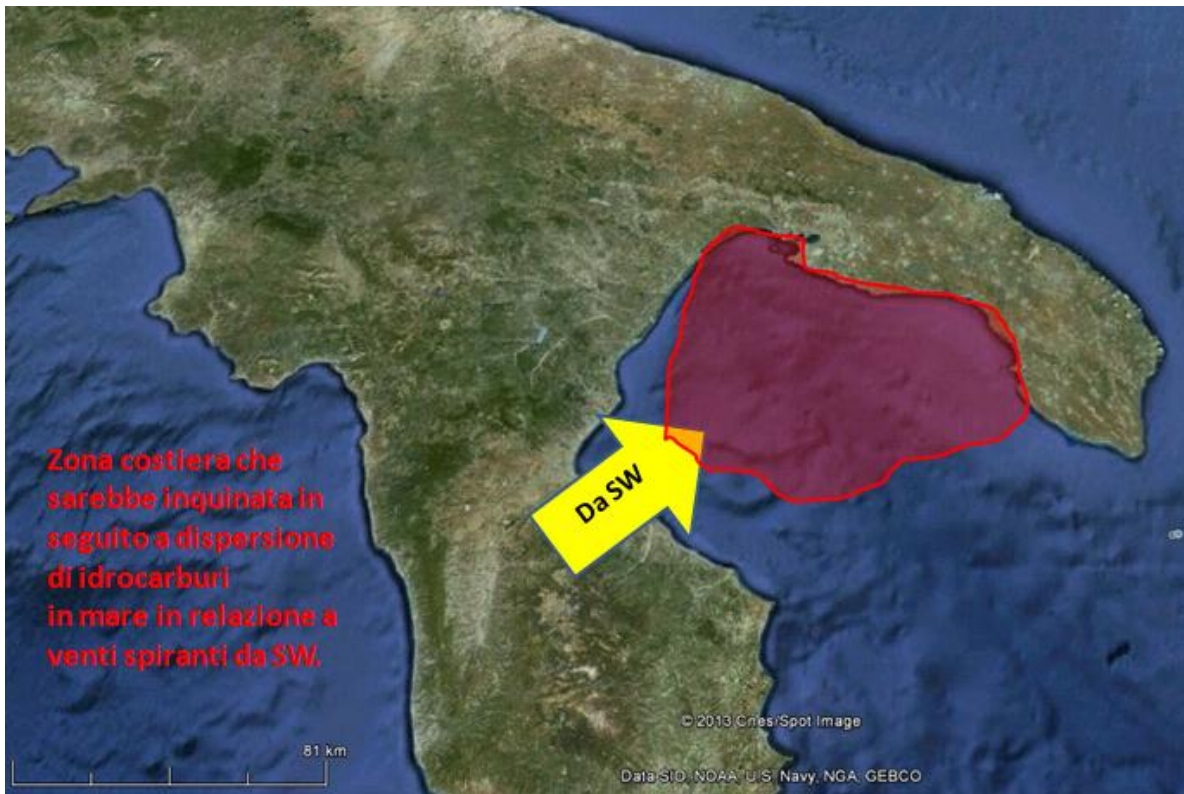 Da SW
Zona costiera che
sarebbe inquinata in
seguito a dispersione
di idrocarburi
in mare in relazione a
venti spiranti da SW.
© 2013 Cnes/Spot Image
81 km
Data SIO, NOAA, U.S. Navy, NGA, GEBCO